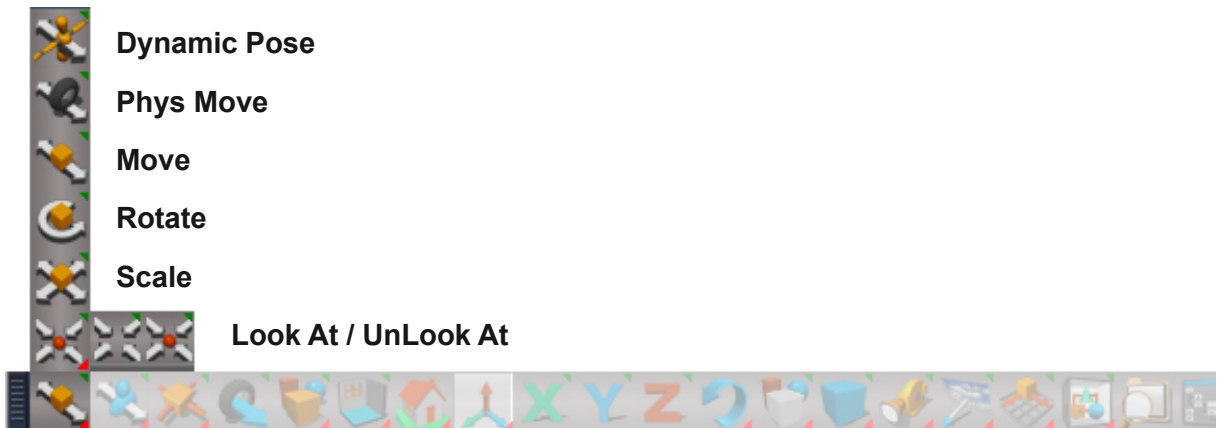 Dynamic Pose
Phys Move
Move
Rotate
Scale
Look At / UnLook At
X Y Z